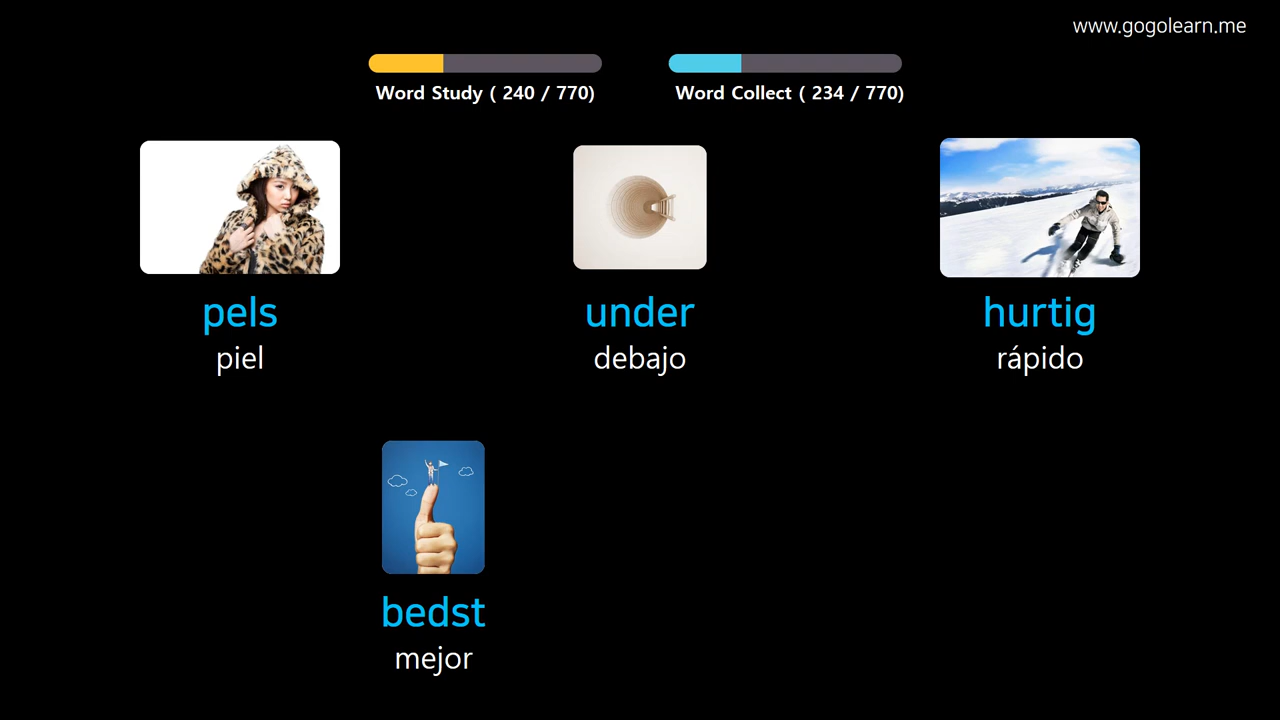 www.gogolearn.me
Word Study ( 240 / 770)
Word Collect ( 234 / 770)
pels
piel
under
debajo
hurtig
rápido
bedst
mejor